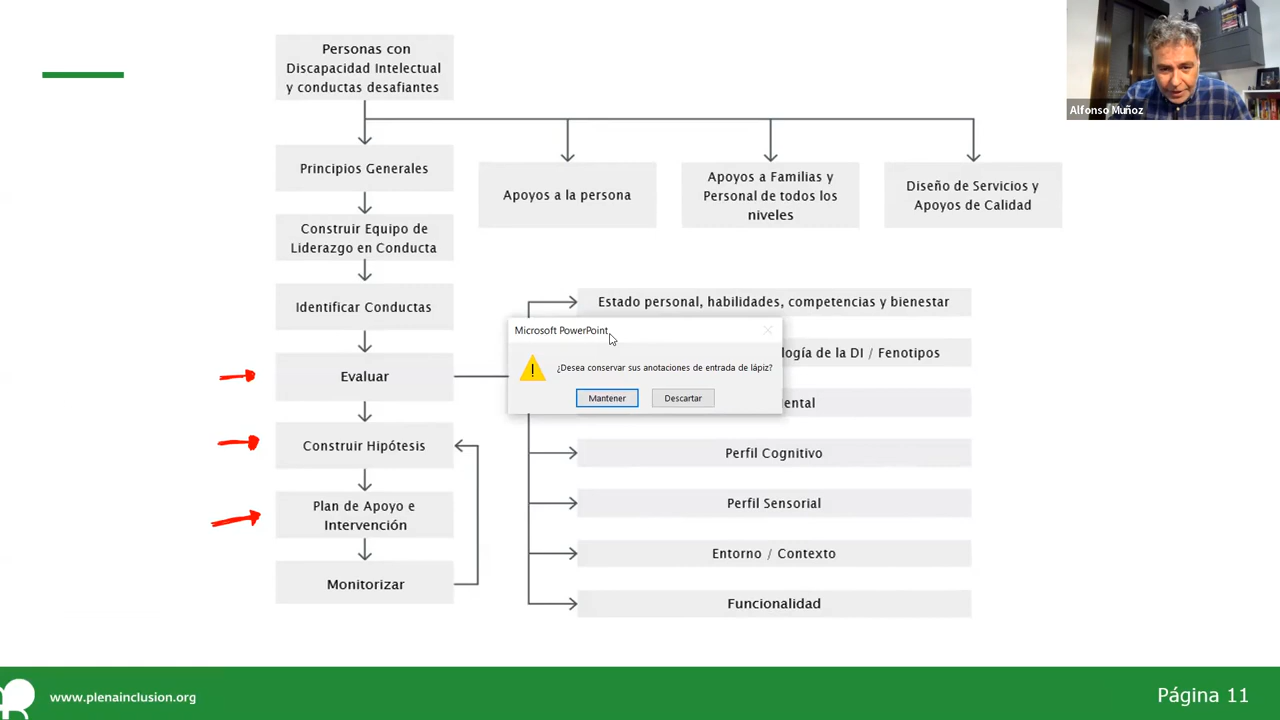 Personas con
Discapacidad Intelectual
y conductas desafiantes
Alfonso Muñoz
Principios Generales
Apoyos a la persona
Apoyos a Familias y
Personal de todos los
niveles
Diseño de Servicios y
Apoyos de Calidad
Construir Equipo de
Liderazgo en Conducta
Identificar Conductas
Estado personal, habilidades, competencias y bienestar
Microsoft PowerPoint
¿Desea conservar sus anotaciones de entrada de lápiz?
Mantener
Descartar
de la DI / Fenotipos
Evaluar
Construir Hipótesis
Perfil Cognitivo
Plan de Apoyo e
Intervención
Perfil Sensorial
Entorno / Contexto
Monitorizar
Funcionalidad
www.plenainclusion.org
Página 11